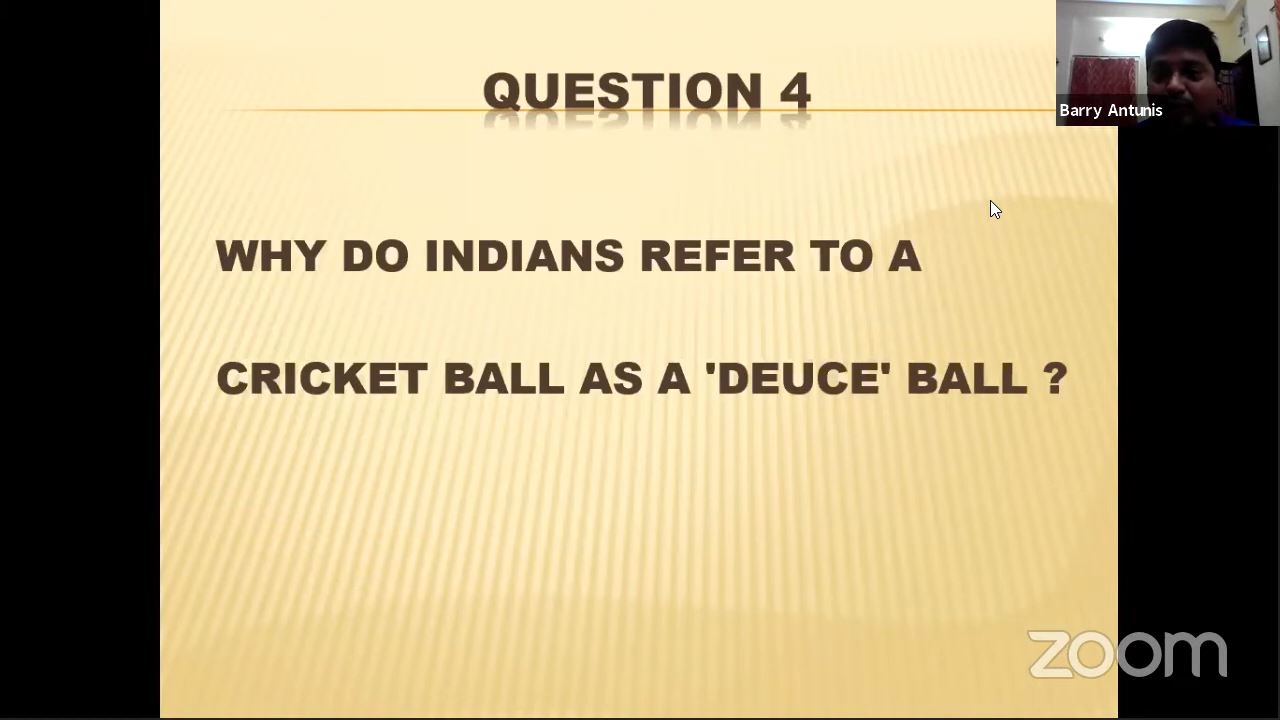 QUESTION 4
Barry Antunis
WHY DO INDIANS REFER TO A
CRICKET BALL AS A 'DEUCE' BALL ?
zoom